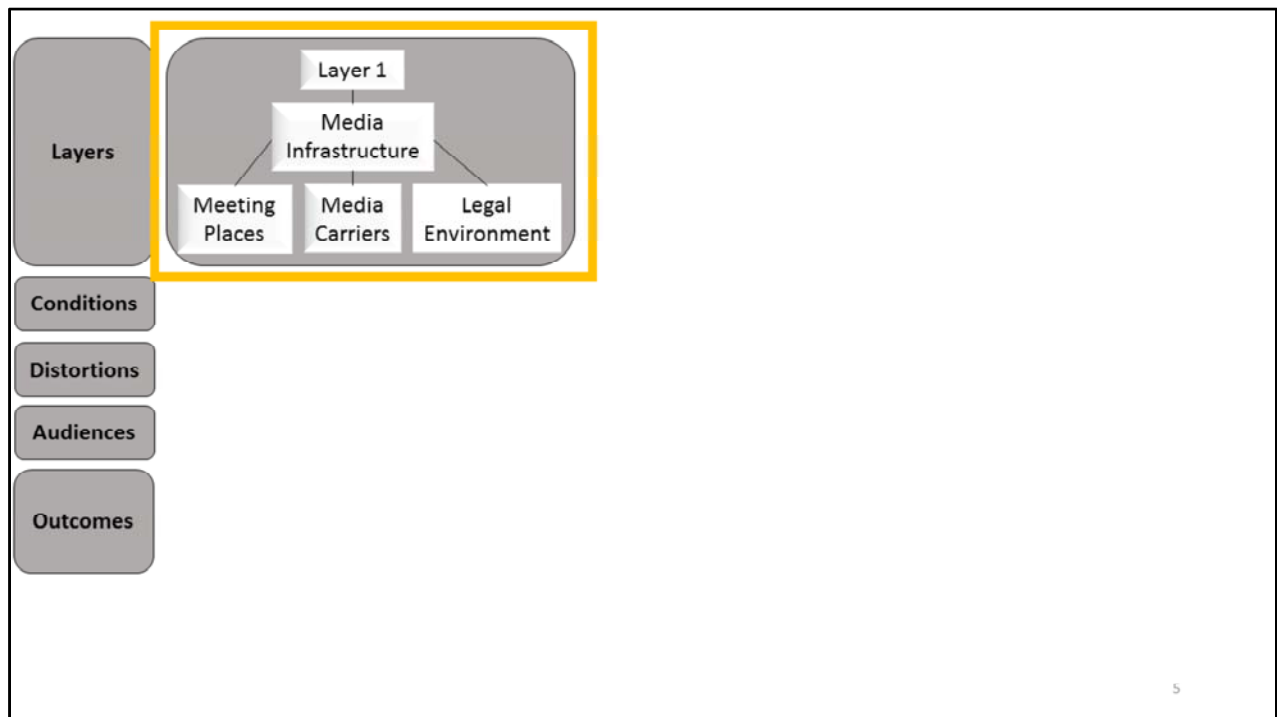 Layers
Layer 1
Media
Infrastructure
Meeting
Places
Media
Carriers
Legal
Environment
Conditions
Distortions
Audiences
Outcomes
5